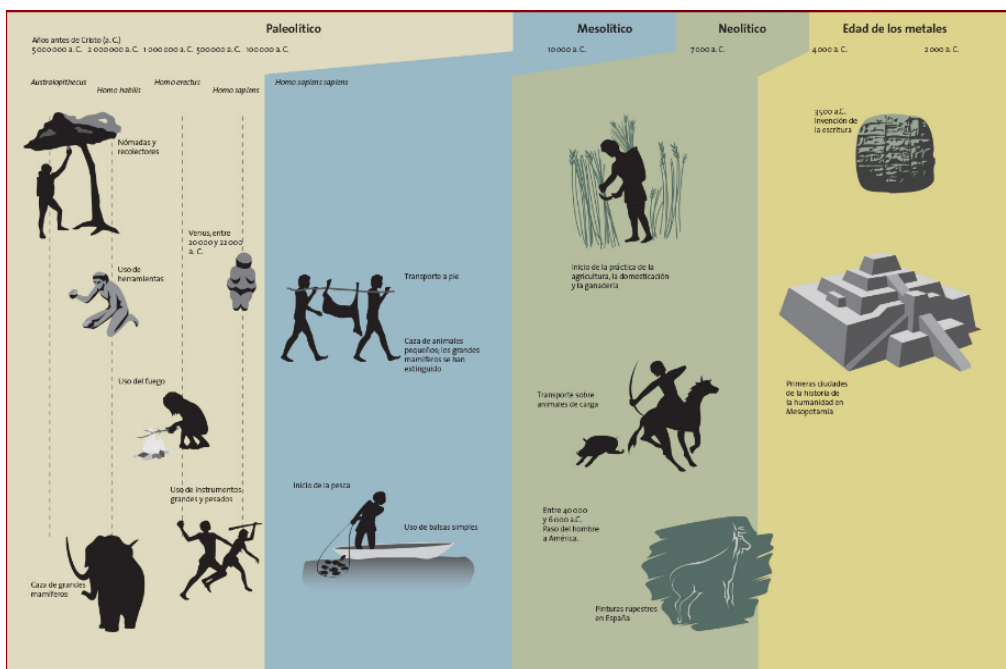 Paleolítico
Mesolítico
Neolítico
Edad de los metales
Años antes de Cristo (a. C.)
5 000 000 a. C. 2 000 000 a. C. 1 000 000 a. C. 500 000 a. C. 100 000 a. C.
10 000 a. C.
7 000 a. C.
4 000 a. C.
2 000 a. C.
Australopithecus
Homo habilis
Homo erectus
Homo sapiens
Homo sapiens sapiens
Nómadas y
recolectores
Venus, entre
20 000 y 22 000
a. C.
Uso de
herramientas
Uso del fuego
Uso de instrumentos
grandes y pesados
Caza de grandes
mamíferos
Transporte a pie
Caza de animales
pequeños; los grandes
mamíferos se han
extinguido
Inicio de la pesca
Uso de balsas simples
Inicio de la práctica de la
agricultura, la domesticación
y la ganadería
Transporte sobre
animales de carga
Entre 40 000
y 6 000 a.C.
Paso del hombre
a América.
Pinturas rupestres
en España
3 500 a.C.
Invención de
la escritura
Primeras ciudades
de la historia de
la humanidad en
Mesopotamia